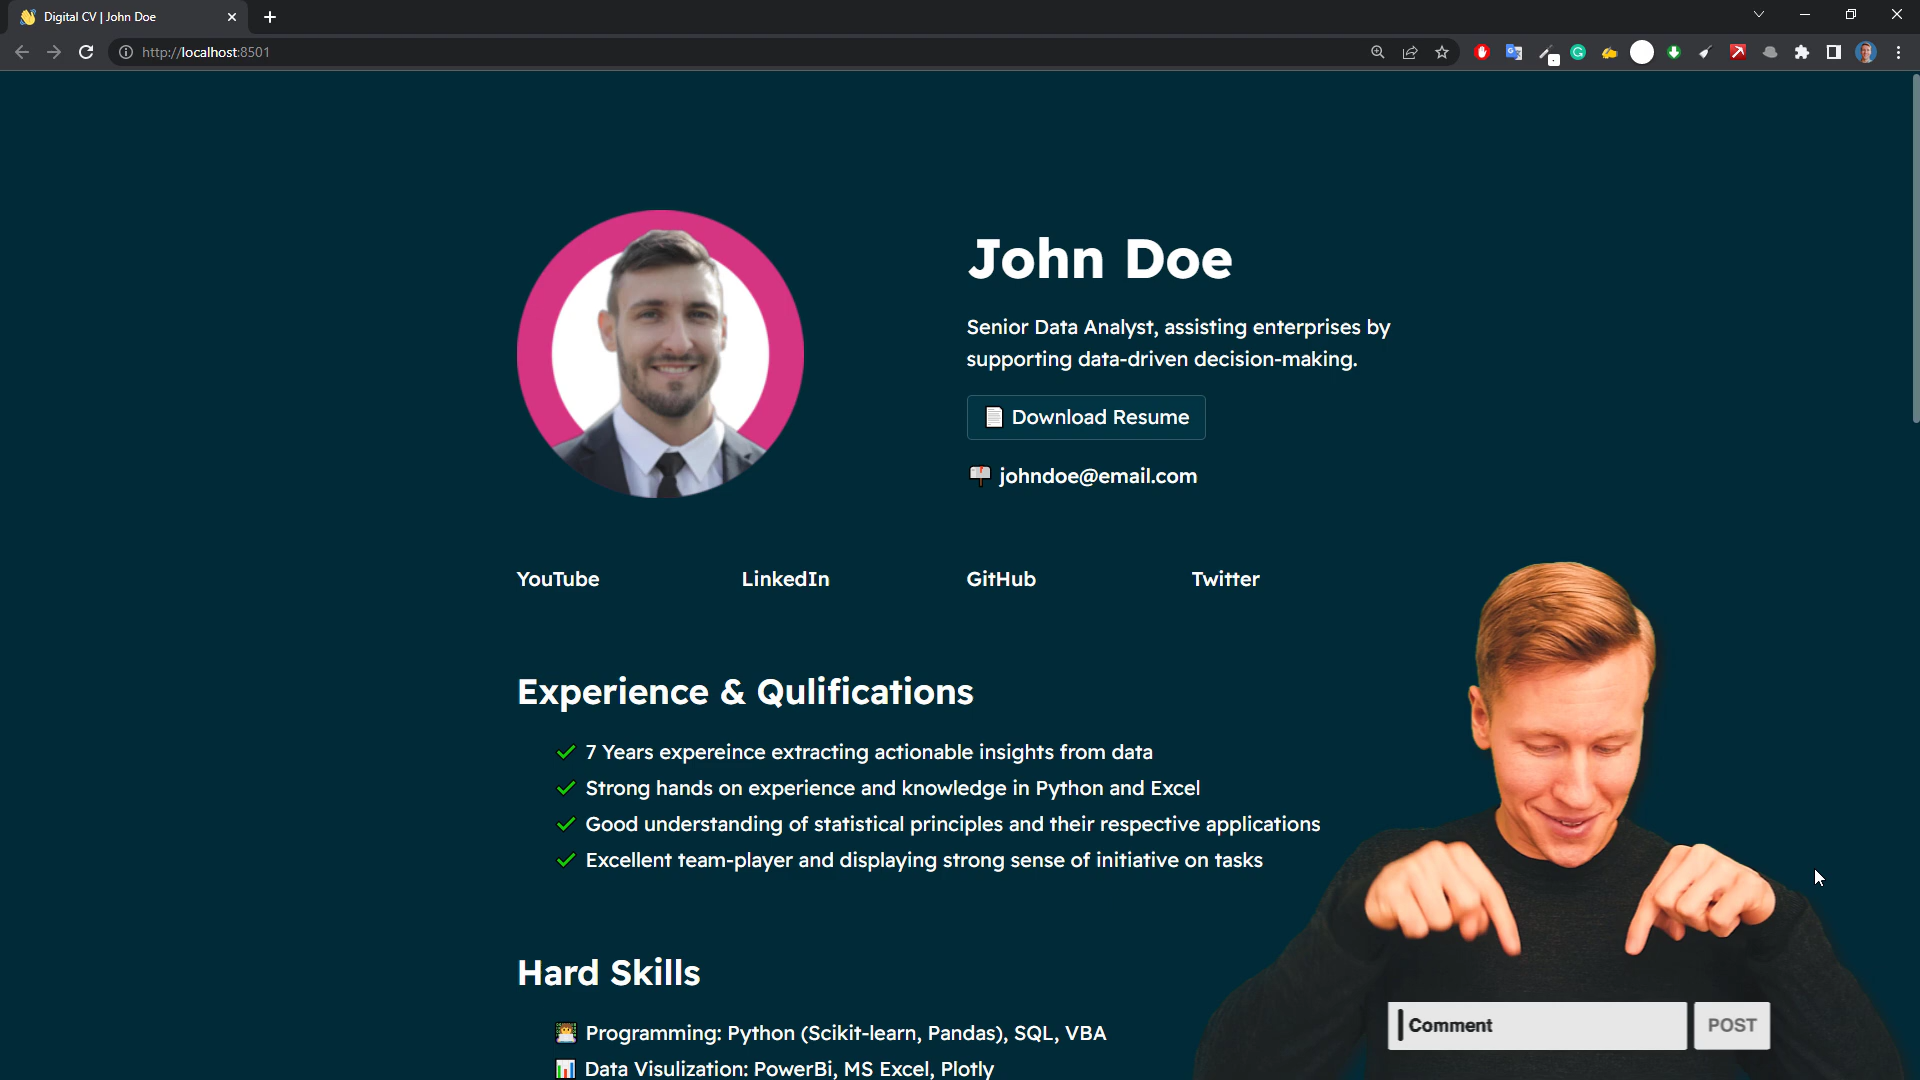 Digital CV | John Doe
http://localhost:8501
John Doe
Senior Data Analyst, assisting enterprises by
supporting data-driven decision-making.
Download Resume
johndoe@email.com
YouTube LinkedIn GitHub Twitter
Experience & Qulifications
7 Years expereince extracting actionable insights from data
Strong hands on experience and knowledge in Python and Excel
Good understanding of statistical principles and their respective applications
Excellent team-player and displaying strong sense of initiative on tasks
Hard Skills
Programming: Python (Scikit-learn, Pandas), SQL, VBA
Data Visulization: PowerBi, MS Excel, Plotly
Comment POST